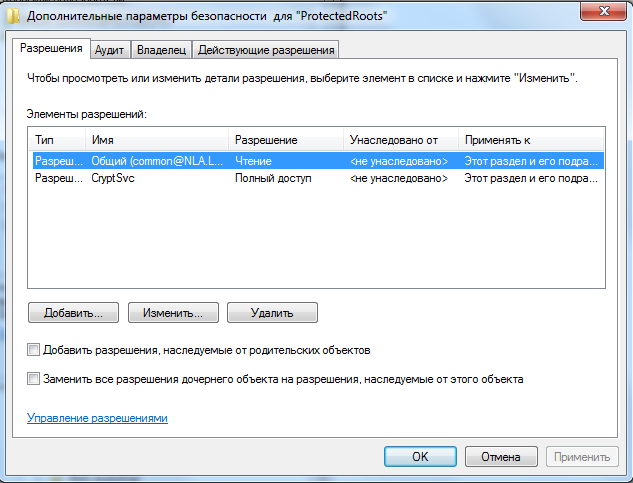 Дополнительные параметры безопасности для "ProtectedRoots"
Разрешения Аудит Владелец Действующие разрешения
Чтобы просмотреть или изменить детали разрешения, выберите элемент в списке и нажмите "Изменить".
Элементы разрешений:
Тип Имя Разрешение Унаследовано от Применять к
Разреш... Общий (common@NLA.L... Чтение <не унаследовано> Этот раздел и его подра...
Разреш... CryptSvc Полный доступ <не унаследовано> Этот раздел и его подра...
Добавить... Изменить... Удалить
Добавить разрешения, наследуемые от родительских объектов
Заменить все разрешения дочернего объекта на разрешения, наследуемые от этого объекта
Управление разрешениями
OK Отмена Применить